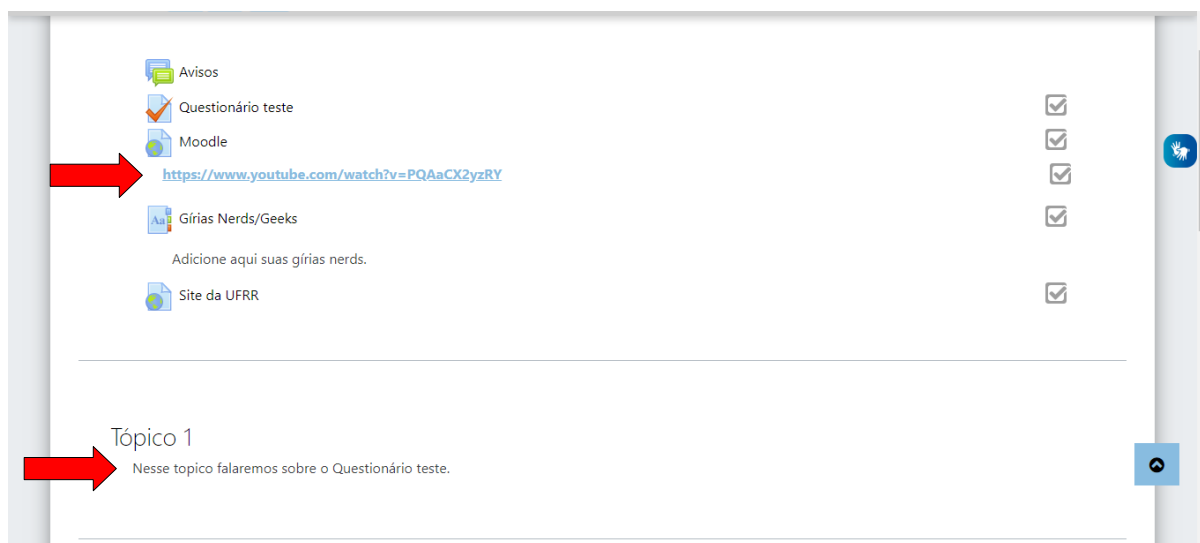 Avisos
Questionário teste
Moodle
https://www.youtube.com/watch?v=PQAaCX2yzRY
Aa
Gírias Nerds/Geeks
Adicione aqui suas gírias nerds.
Site da UFRR
Tópico 1
Nesse topico falaremos sobre o Questionário teste.